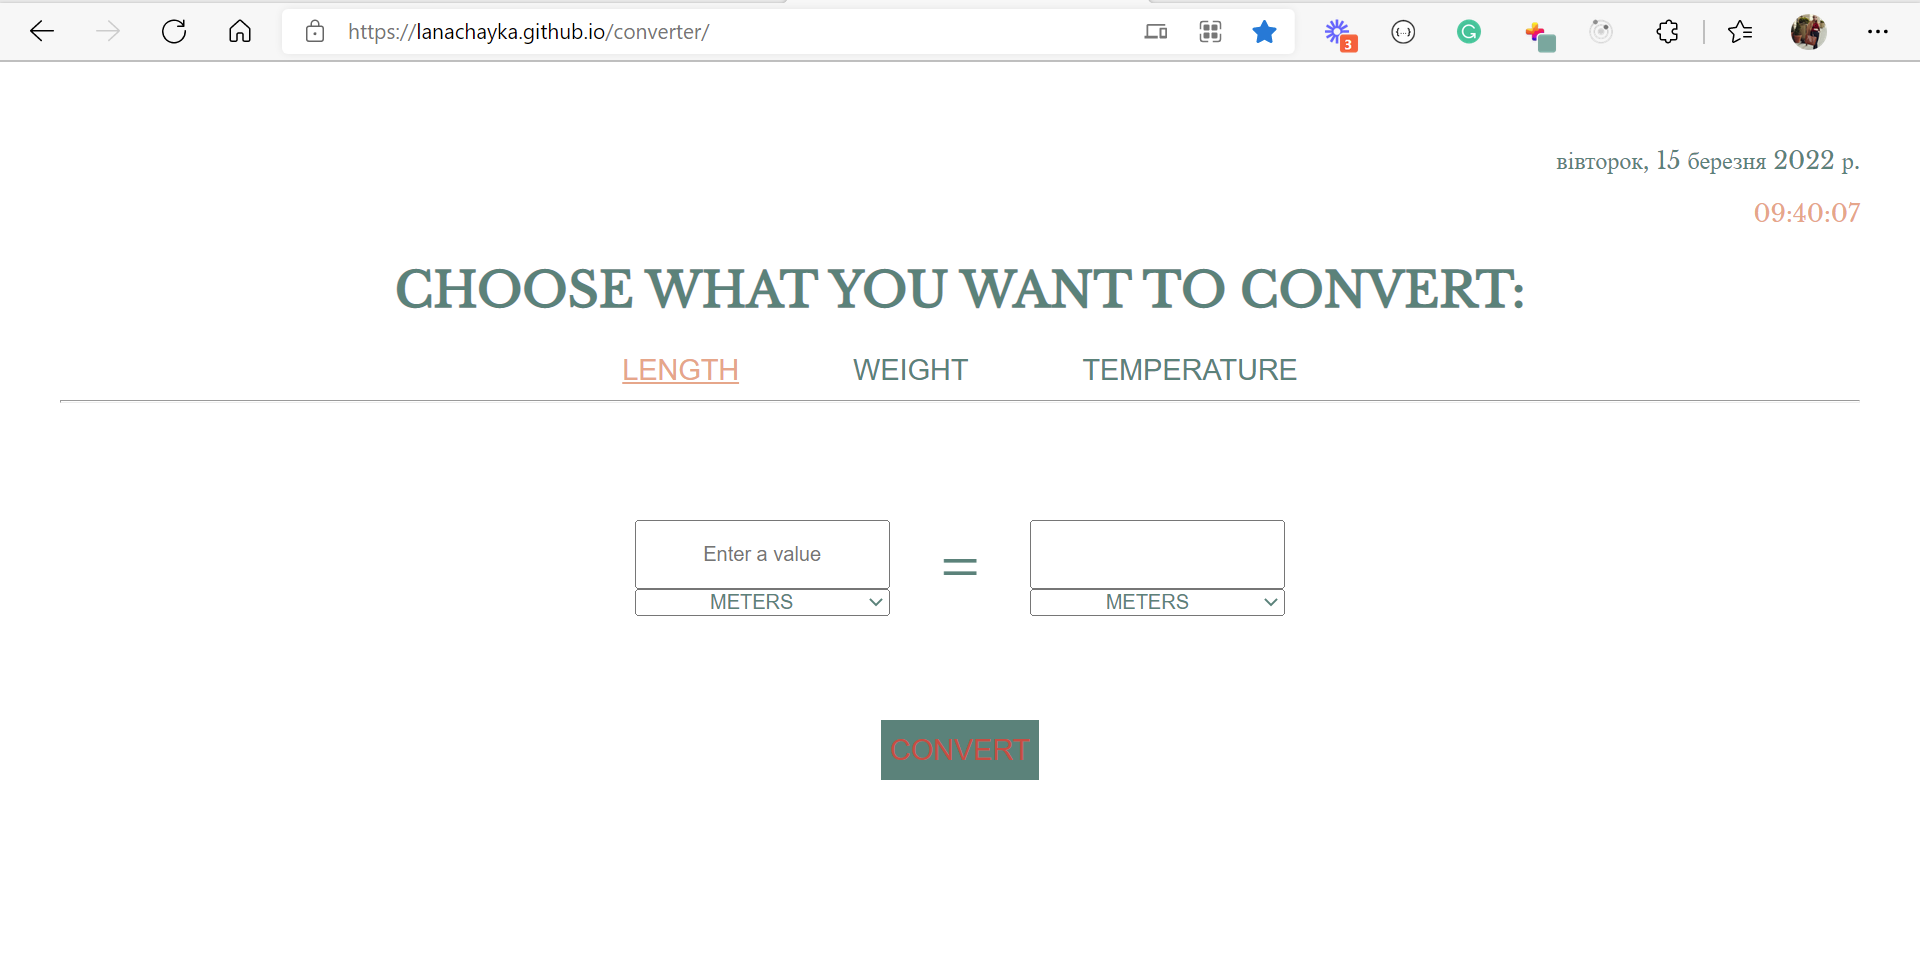 https://lanachayka.github.io/converter/
3
вівторок, 15 березня 2022 р.
09:40:07
CHOOSE WHAT YOU WANT TO CONVERT:
LENGTH WEIGHT TEMPERATURE
Enter a value =
METERS METERS
CONVERT